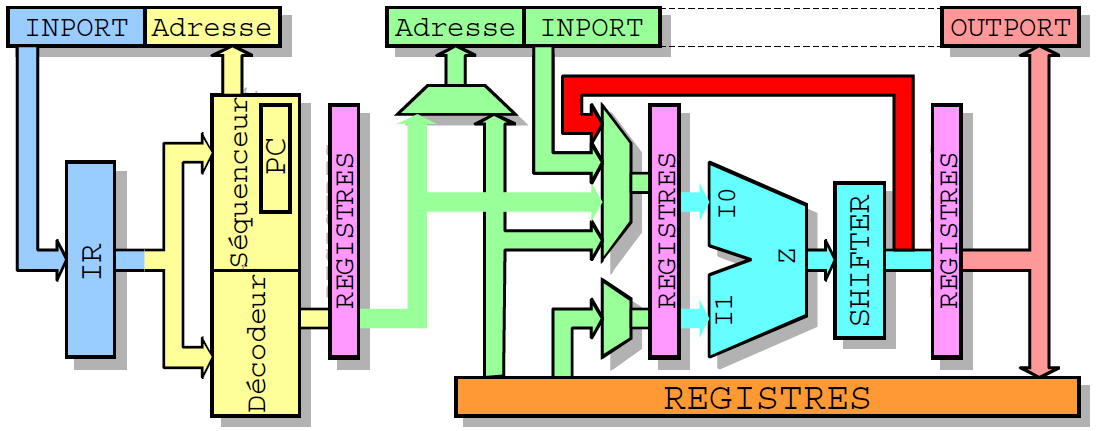 INPORT
Adresse
Adresse
INPORT
OUTPORT
IR
Séquenceur
PC
Décodeur
REGISTRES
REGISTRES
I0
I1
Z
SHIFTER
REGISTRES
REGISTRES